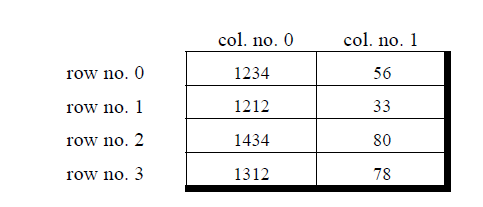 col. no. 0 col. no. 1
row no. 0 1234 56
row no. 1 1212 33
row no. 2 1434 80
row no. 3 1312 78